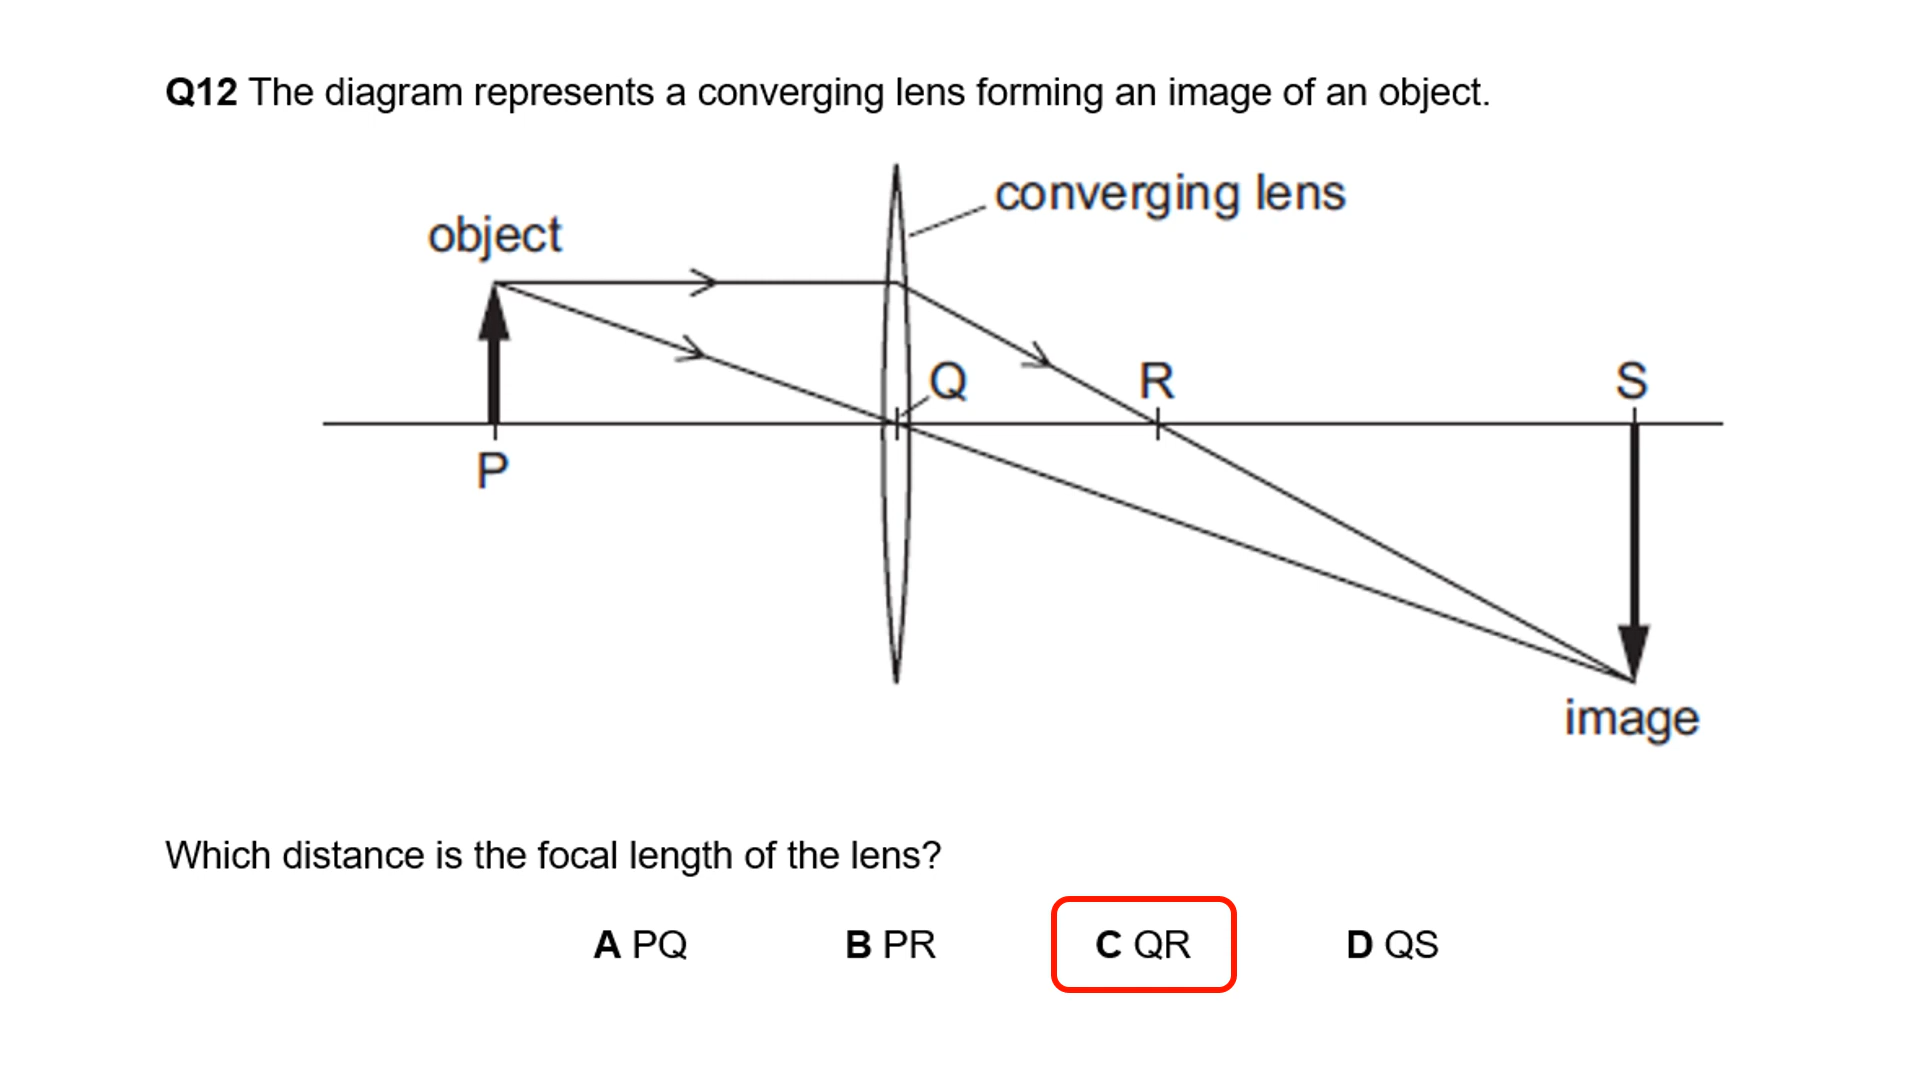 Q12 The diagram represents a converging lens forming an image of an object.
converging lens
object
Q
R
S
P
image
Which distance is the focal length of the lens?
A PQ B PR C QR D QS